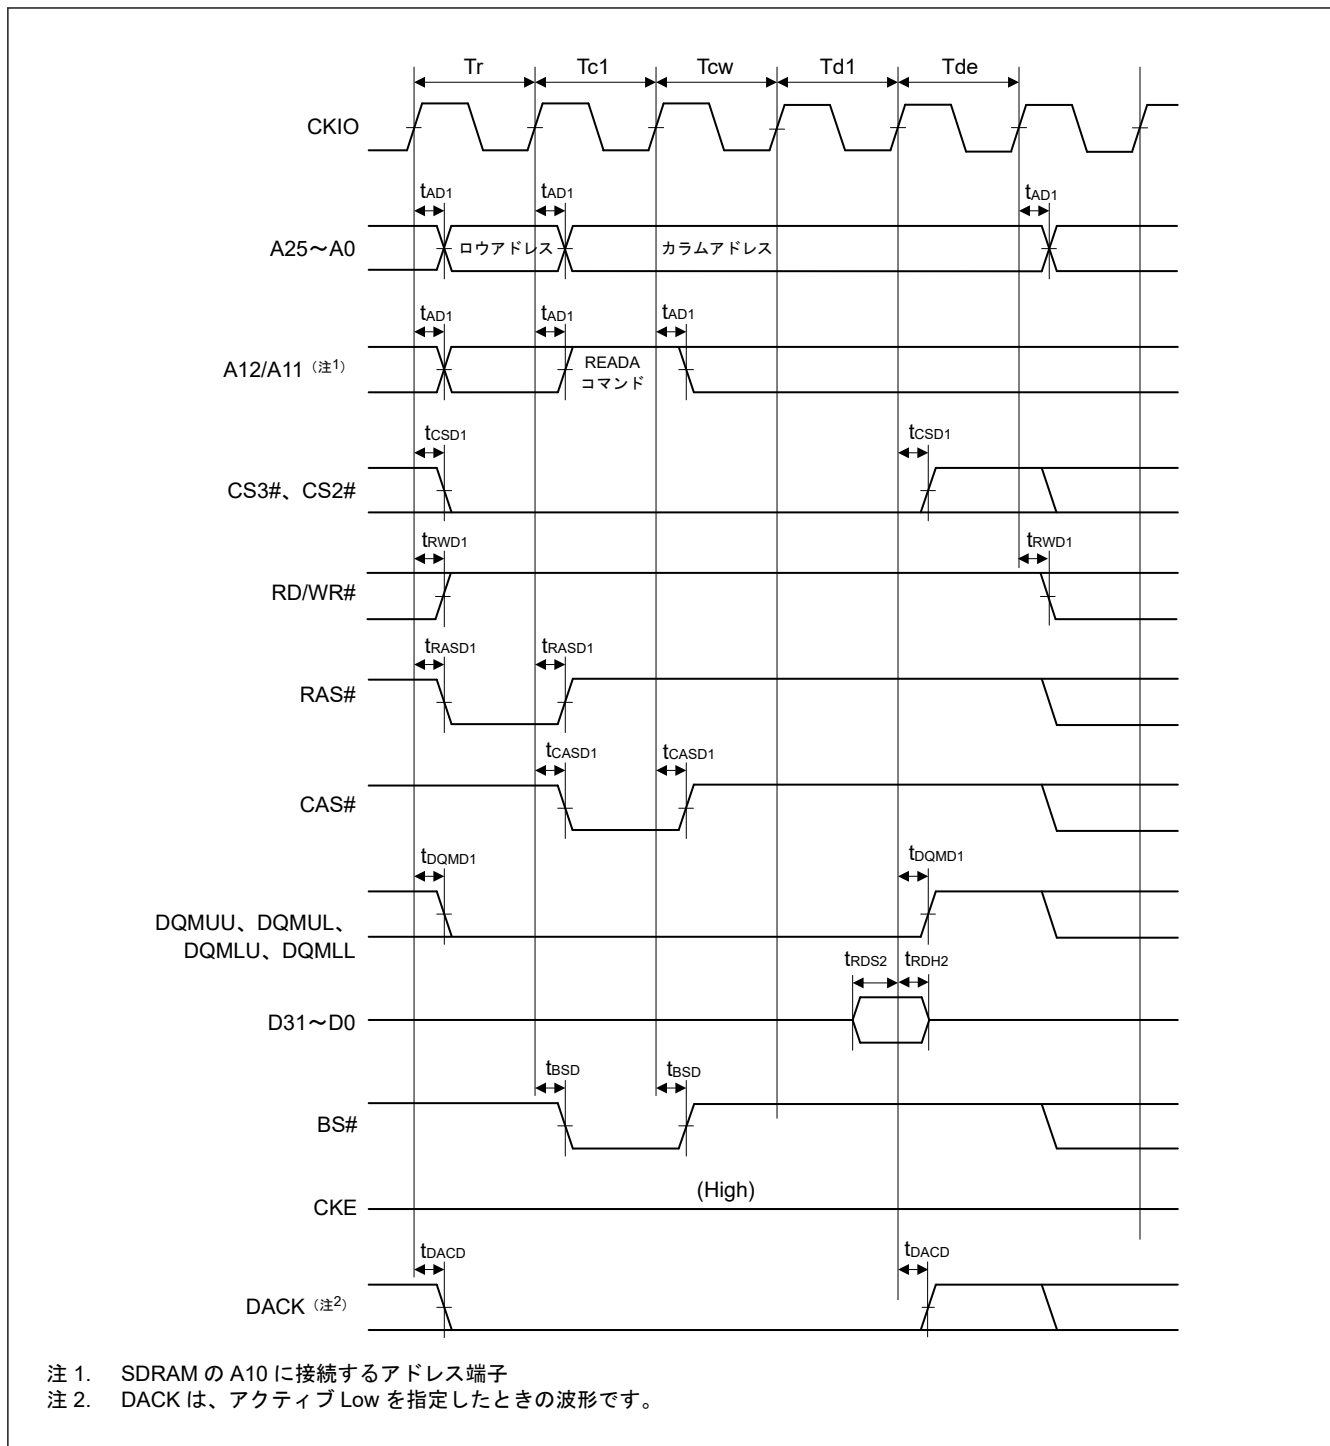 Tr Tc1 Tcw Td1 Tde
CKIO
tAD1 tAD1 tAD1
A25～A0 ロウアドレス カラムアドレス
tAD1 tAD1 tAD1
A12/A11（注1） READA
コマンド
tCSD1 tCSD1
CS3#、CS2#
tRWD1 tRWD1
RD/WR#
tRASD1 tRASD1
RAS#
tCASD1 tCASD1
CAS#
tDQMD1 tDQMD1
DQMUU、DQMUL、
DQMLU、DQMLL
tRDS2 tRDH2
D31～D0
tBSD tBSD
BS#
(High)
CKE
tDACD tDACD
DACK（注2）
注 1. SDRAM の A10 に接続するアドレス端子
注 2. DACK は、アクティブ Low を指定したときの波形です。